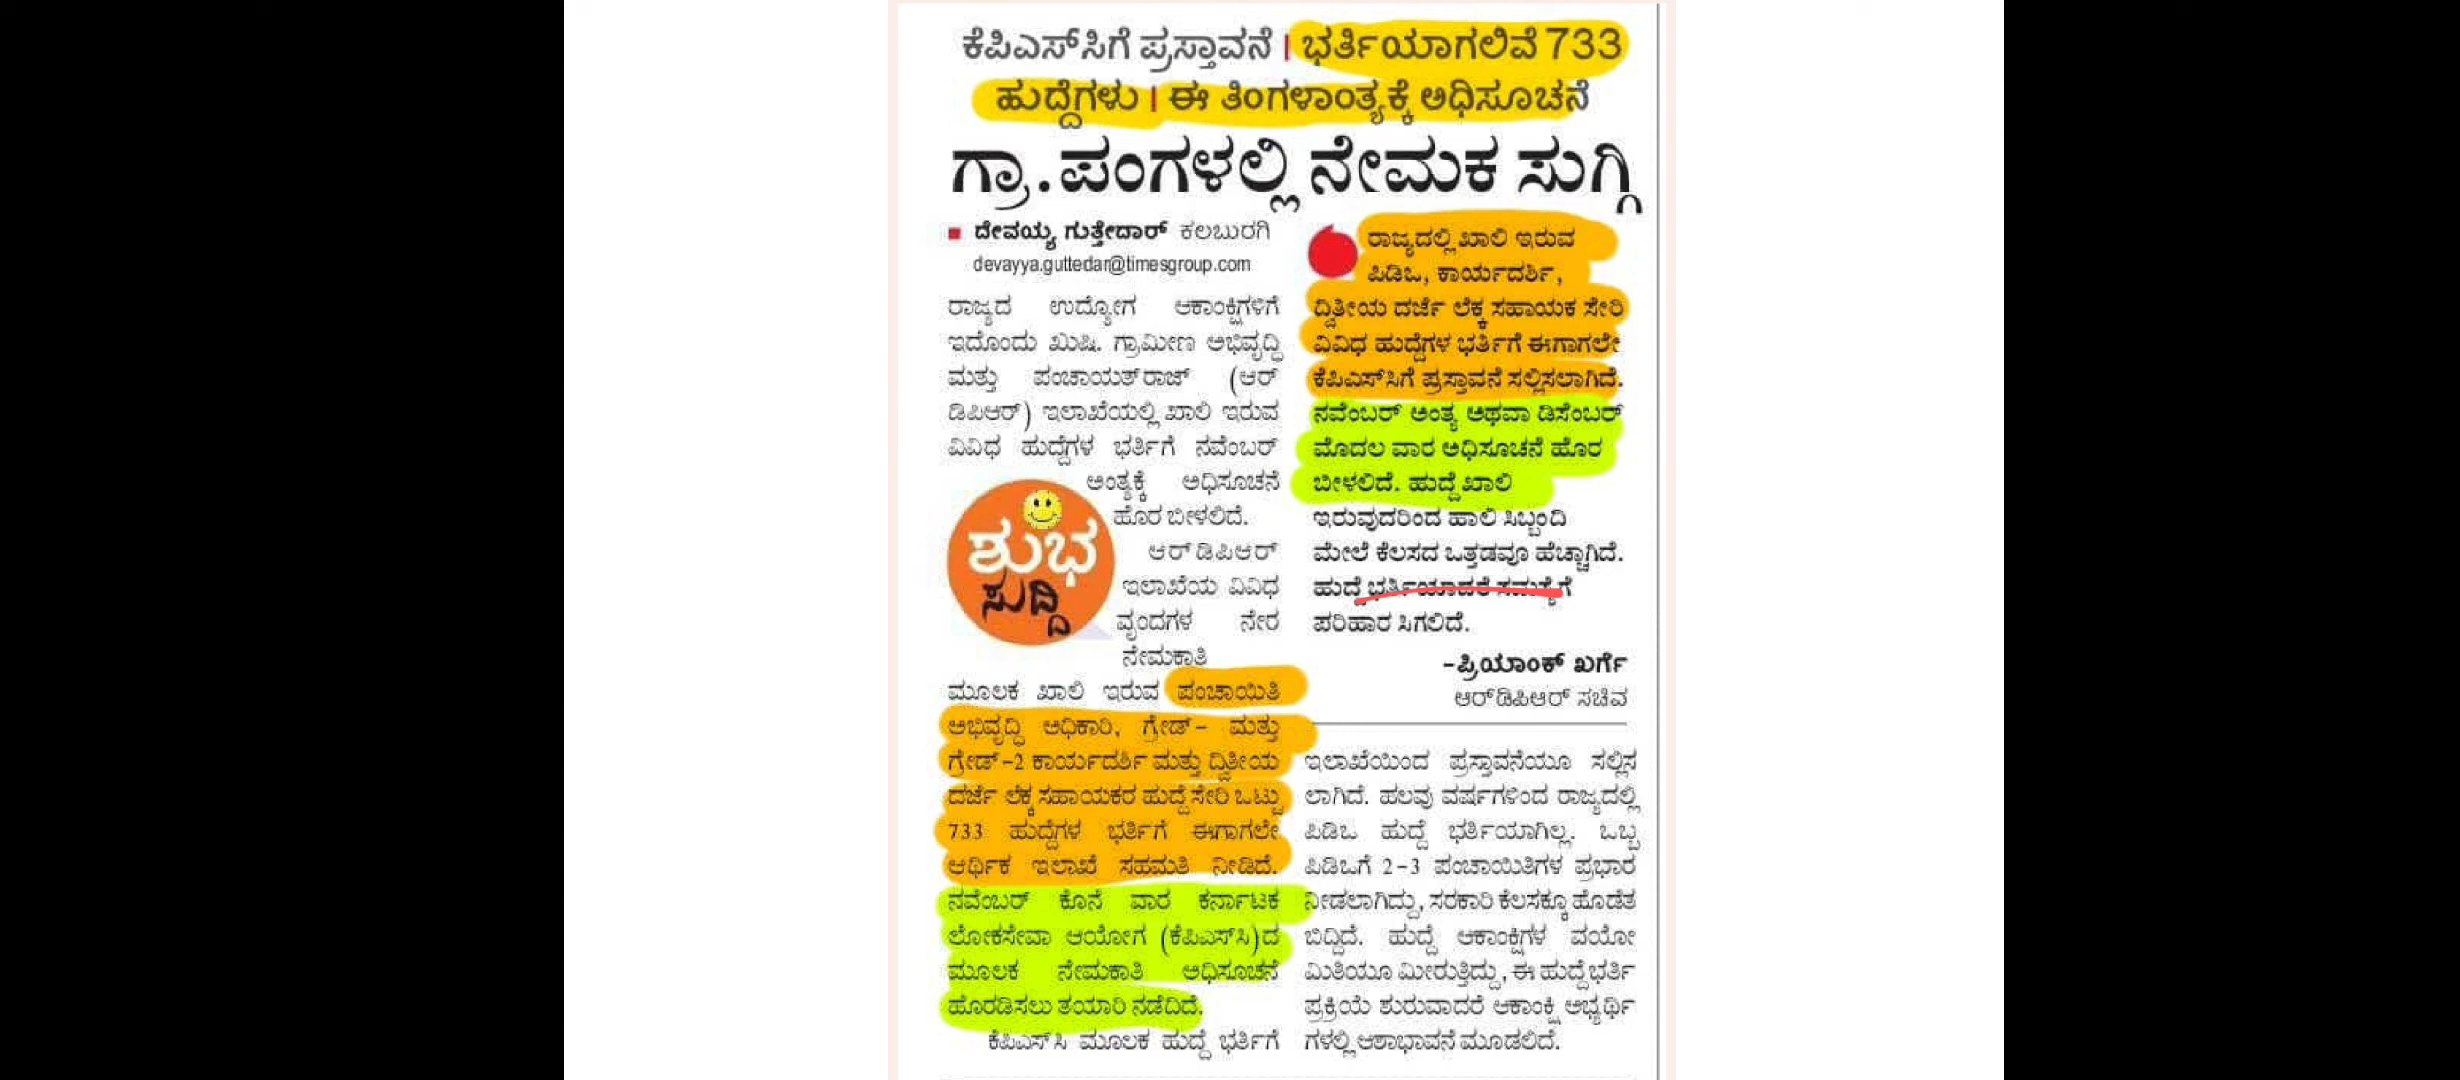 ಕೆಪಿಎಸ್‌ಸಿಗೆ ಪ್ರಸ್ತಾವನೆ | ಭರ್ತಿಯಾಗಲಿವೆ 733
ಹುದ್ದೆಗಳು | ಈ ತಿಂಗಳಾಂತ್ಯಕ್ಕೆ ಅಧಿಸೂಚನೆ
ಗ್ರಾ.ಪಂಗಳಲ್ಲಿ ನೇಮಕ ಸುಗ್ಗಿ
■ ದೇವಯ್ಯ ಗುತ್ತೇದಾರ್ ಕಲಬುರಗಿ
devayya.guttedar@timesgroup.com
ರಾಜ್ಯದ ಉದ್ಯೋಗ ಆಕಾಂಕ್ಷಿಗಳಿಗೆ
ಇದೊಂದು ಖುಷಿ. ಗ್ರಾಮೀಣ ಅಭಿವೃದ್ಧಿ
ಮತ್ತು ಪಂಚಾಯತ್‌ರಾಜ್ (ಆರ್
ಡಿಪಿಆರ್) ಇಲಾಖೆಯಲ್ಲಿ ಖಾಲಿ ಇರುವ
ವಿವಿಧ ಹುದ್ದೆಗಳ ಭರ್ತಿಗೆ ನವೆಂಬರ್
ಅಂತ್ಯಕ್ಕೆ ಅಧಿಸೂಚನೆ
ಹೊರ ಬೀಳಲಿದೆ.
ಶುಭ
ಸುದ್ದಿ
ಆರ್‌ಡಿಪಿಆರ್
ಇಲಾಖೆಯ ವಿವಿಧ
ವೃಂದಗಳ ನೇರ
ನೇಮಕಾತಿ
ಮೂಲಕ ಖಾಲಿ ಇರುವ ಪಂಚಾಯಿತಿ
ಅಭಿವೃದ್ಧಿ ಅಧಿಕಾರಿ, ಗ್ರೇಡ್– ಮತ್ತು
ಗ್ರೇಡ್–2 ಕಾರ್ಯದರ್ಶಿ ಮತ್ತು ದ್ವಿತೀಯ
ದರ್ಜೆ ಲೆಕ್ಕ ಸಹಾಯಕರ ಹುದ್ದೆ ಸೇರಿ ಒಟ್ಟು
733 ಹುದ್ದೆಗಳ ಭರ್ತಿಗೆ ಈಗಾಗಲೇ
ಆರ್ಥಿಕ ಇಲಾಖೆ ಸಹಮತಿ ನೀಡಿದೆ.
ನವೆಂಬರ್ ಕೊನೆ ವಾರ ಕರ್ನಾಟಕ
ಲೋಕಸೇವಾ ಆಯೋಗ (ಕೆಪಿಎಸ್‌ಸಿ)ದ
ಮೂಲಕ ನೇಮಕಾತಿ ಅಧಿಸೂಚನೆ
ಹೊರಡಿಸಲು ತಯಾರಿ ನಡೆದಿದೆ.
ಕೆಪಿಎಸ್‌ಸಿ ಮೂಲಕ ಹುದ್ದೆ ಭರ್ತಿಗೆ
ರಾಜ್ಯದಲ್ಲಿ ಖಾಲಿ ಇರುವ
ಪಿಡಿಒ, ಕಾರ್ಯದರ್ಶಿ,
ದ್ವಿತೀಯ ದರ್ಜೆ ಲೆಕ್ಕ ಸಹಾಯಕ ಸೇರಿ
ವಿವಿಧ ಹುದ್ದೆಗಳ ಭರ್ತಿಗೆ ಈಗಾಗಲೇ
ಕೆಪಿಎಸ್‌ಸಿಗೆ ಪ್ರಸ್ತಾವನೆ ಸಲ್ಲಿಸಲಾಗಿದೆ.
ನವೆಂಬರ್ ಅಂತ್ಯ ಅಥವಾ ಡಿಸೆಂಬರ್
ಮೊದಲ ವಾರ ಅಧಿಸೂಚನೆ ಹೊರ
ಬೀಳಲಿದೆ. ಹುದ್ದೆ ಖಾಲಿ
ಇರುವುದರಿಂದ ಹಾಲಿ ಸಿಬ್ಬಂದಿ
ಮೇಲೆ ಕೆಲಸದ ಒತ್ತಡವೂ ಹೆಚ್ಚಾಗಿದೆ.
ಹುದ್ದೆ ಭರ್ತಿಯಾದರೆ ಸಮಸ್ಯೆಗೆ
ಪರಿಹಾರ ಸಿಗಲಿದೆ.
–ಪ್ರಿಯಾಂಕ್ ಖರ್ಗೆ
ಆರ್‌ಡಿಪಿಆರ್ ಸಚಿವ
ಇಲಾಖೆಯಿಂದ ಪ್ರಸ್ತಾವನೆಯೂ ಸಲ್ಲಿಸ
ಲಾಗಿದೆ. ಹಲವು ವರ್ಷಗಳಿಂದ ರಾಜ್ಯದಲ್ಲಿ
ಪಿಡಿಒ ಹುದ್ದೆ ಭರ್ತಿಯಾಗಿಲ್ಲ. ಒಬ್ಬ
ಪಿಡಿಒಗೆ 2–3 ಪಂಚಾಯಿತಿಗಳ ಪ್ರಭಾರ
ನೀಡಲಾಗಿದ್ದು, ಸರಕಾರಿ ಕೆಲಸಕ್ಕೂ ಹೊಡೆತ
ಬಿದ್ದಿದೆ. ಹುದ್ದೆ ಆಕಾಂಕ್ಷಿಗಳ ವಯೋ
ಮಿತಿಯೂ ಮೀರುತ್ತಿದ್ದು, ಈ ಹುದ್ದೆ ಭರ್ತಿ
ಪ್ರಕ್ರಿಯೆ ಶುರುವಾದರೆ ಆಕಾಂಕ್ಷಿ ಅಭ್ಯರ್ಥಿ
ಗಳಲ್ಲಿ ಆಶಾಭಾವನೆ ಮೂಡಲಿದೆ.